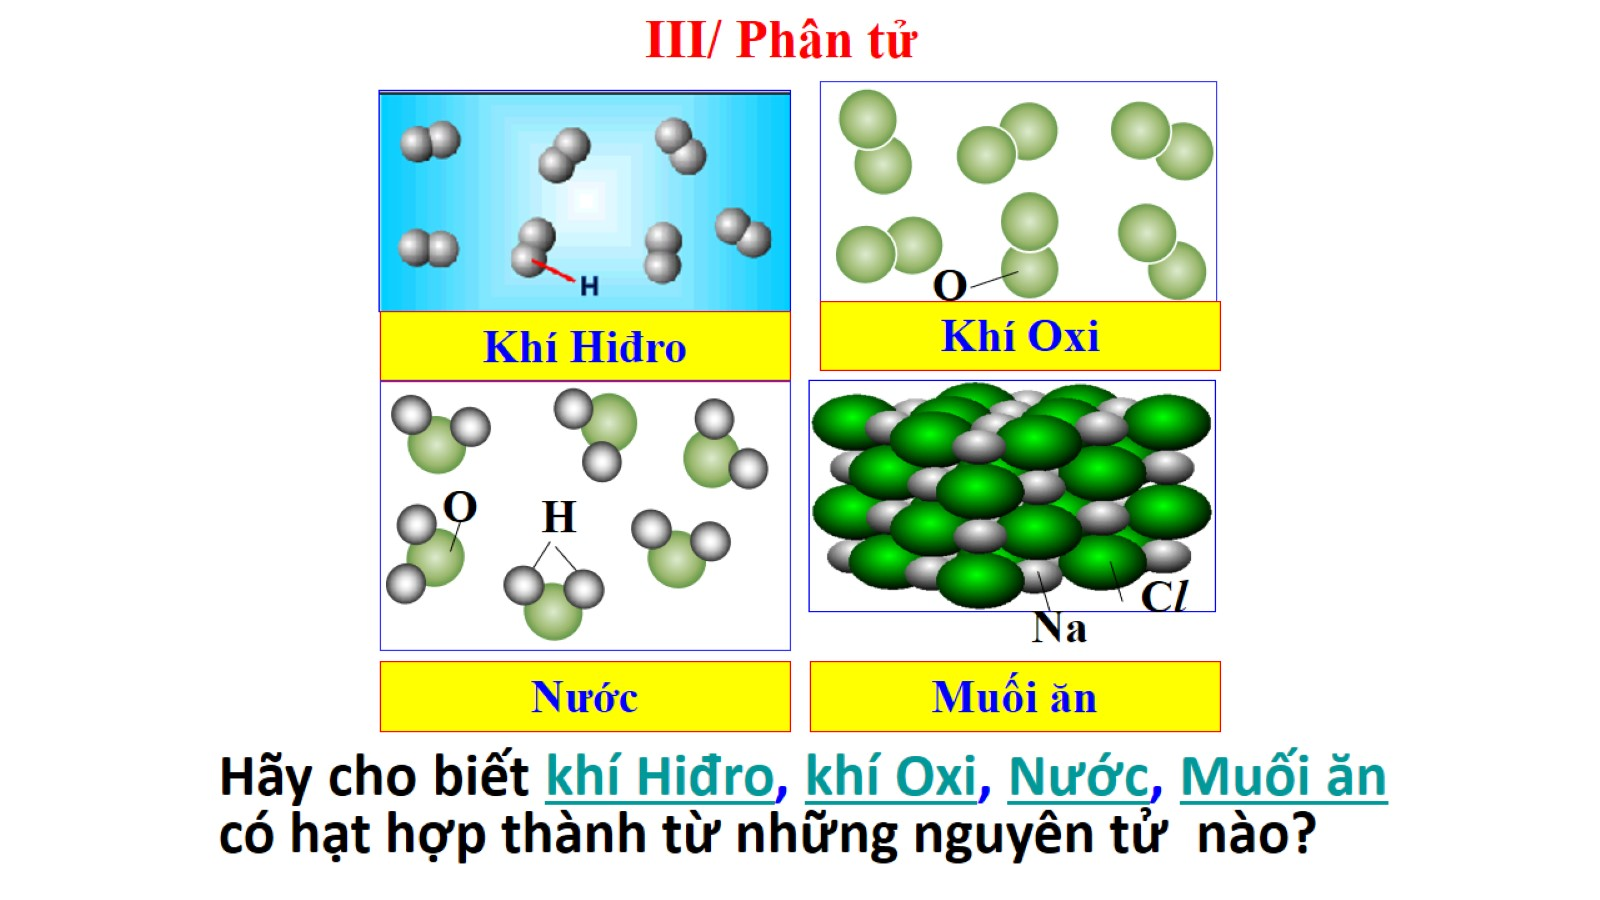 III/ Phân tử
H
Khí Hiđro
O
Khí Oxi
O
H
Nước
Cl
Na
Muối ăn
Hãy cho biết khí Hiđro, khí Oxi, Nước, Muối ăn
có hạt hợp thành từ những nguyên tử nào?